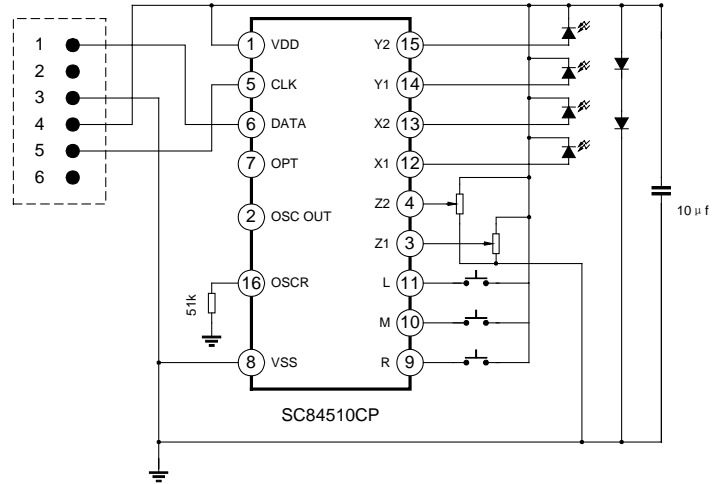 1
2
3
4
5
6
1 VDD
5 CLK
6 DATA
7 OPT
2 OSC OUT
16 OSCR
8 VSS
Y2 15
Y1 14
X2 13
X1 12
Z2 4
Z1 3
L 11
M 10
R 9
51k
10 μ f
SC84510CP